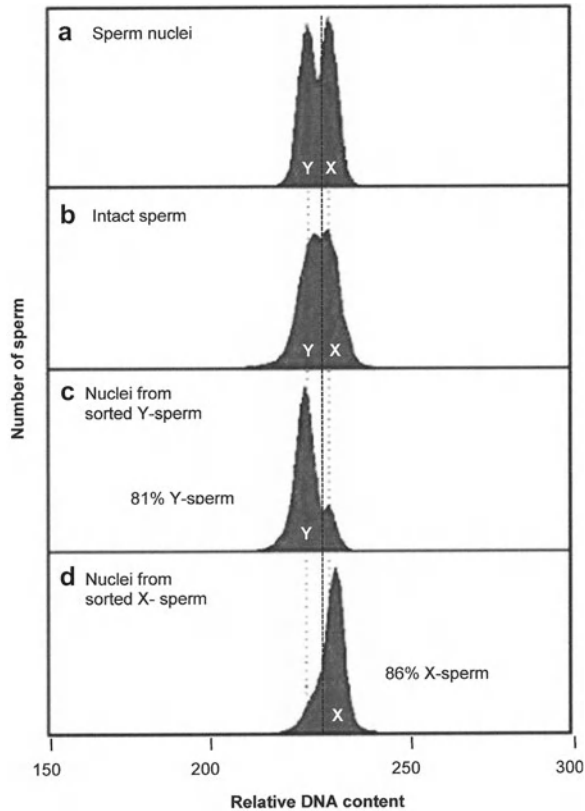 a Sperm nuclei
Y X
b Intact sperm
Y X
c Nuclei from
sorted Y-sperm
81% Y-sperm
Y
d Nuclei from
sorted X- sperm
86% X-sperm
X
Number of sperm
150 200 250 300
Relative DNA content